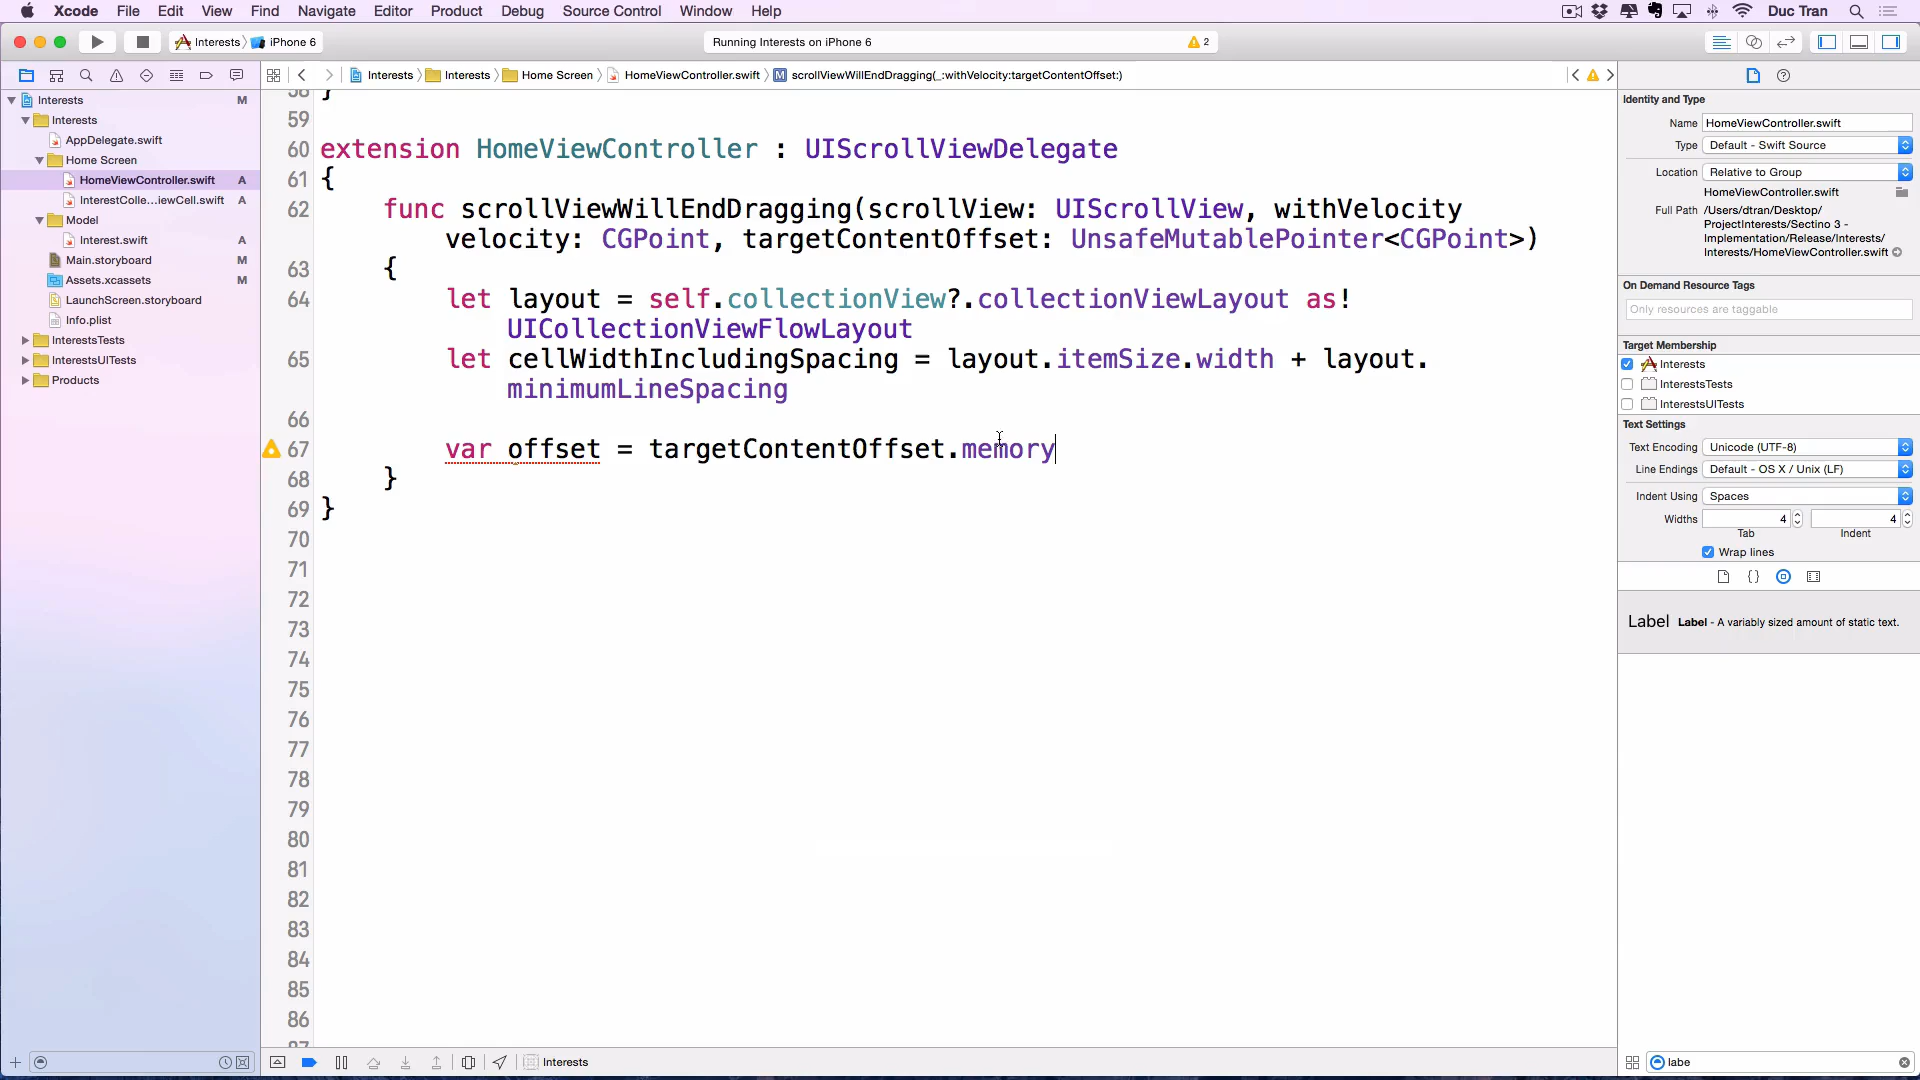 Xcode File Edit View Find Navigate Editor Product Debug Source Control Window Help Duc Tran
Interests iPhone 6 Running Interests on iPhone 6 2
Interests Interests Home Screen HomeViewController.swift M scrollViewWillEndDragging(_:withVelocity:targetContentOffset:)
Interests M
Interests
AppDelegate.swift
Home Screen
HomeViewController.swift A
InterestColle...iewCell.swift A
Model
Interest.swift A
Main.storyboard M
Assets.xcassets M
LaunchScreen.storyboard
Info.plist
InterestsTests
InterestsUITests
Products
58 }
59
60 extension HomeViewController : UIScrollViewDelegate
61 {
62 func scrollViewWillEndDragging(scrollView: UIScrollView, withVelocity
velocity: CGPoint, targetContentOffset: UnsafeMutablePointer<CGPoint>)
63 {
64 let layout = self.collectionView?.collectionViewLayout as!
UICollectionViewFlowLayout
65 let cellWidthIncludingSpacing = layout.itemSize.width + layout.
minimumLineSpacing
66
67 var offset = targetContentOffset.memory
68 }
69 }
70
71
72
73
74
75
76
77
78
79
80
81
82
83
84
85
86
87
Interests
Identity and Type
Name HomeViewController.swift
Type Default - Swift Source
Location Relative to Group
HomeViewController.swift
Full Path /Users/dtran/Desktop/
ProjectInterests/Sectino 3 -
Implementation/Release/Interests/
Interests/HomeViewController.swift
On Demand Resource Tags
Only resources are taggable
Target Membership
Interests
InterestsTests
InterestsUITests
Text Settings
Text Encoding Unicode (UTF-8)
Line Endings Default - OS X / Unix (LF)
Indent Using Spaces
Widths 4 4
Tab Indent
Wrap lines
Label Label - A variably sized amount of static text.
labe